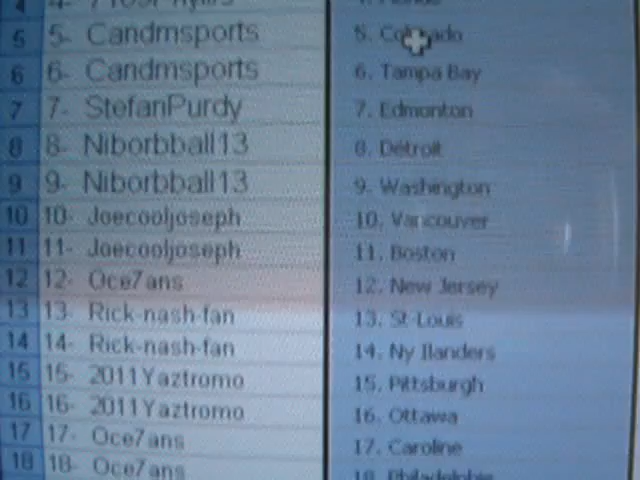 5 5- Candmsports 5. Colorado
6 6- Candmsports 6. Tampa Bay
7 7- StefanPurdy 7. Edmonton
8 8- Niborbball13 8. Detroit
9 9- Niborbball13 9. Washington
10 10- Joecooljoseph 10. Vancouver
11 11- Joecooljoseph 11. Boston
12 12- Oce7ans 12. New Jersey
13 13- Rick-nash-fan 13. St-Louis
14 14- Rick-nash-fan 14. Ny Ilanders
15 15- 2011Yaztromo 15. Pittsburgh
16 16- 2011Yaztromo 16. Ottawa
17 17- Oce7ans 17. Caroline
18 18- Oce7ans 18. Philadelphie